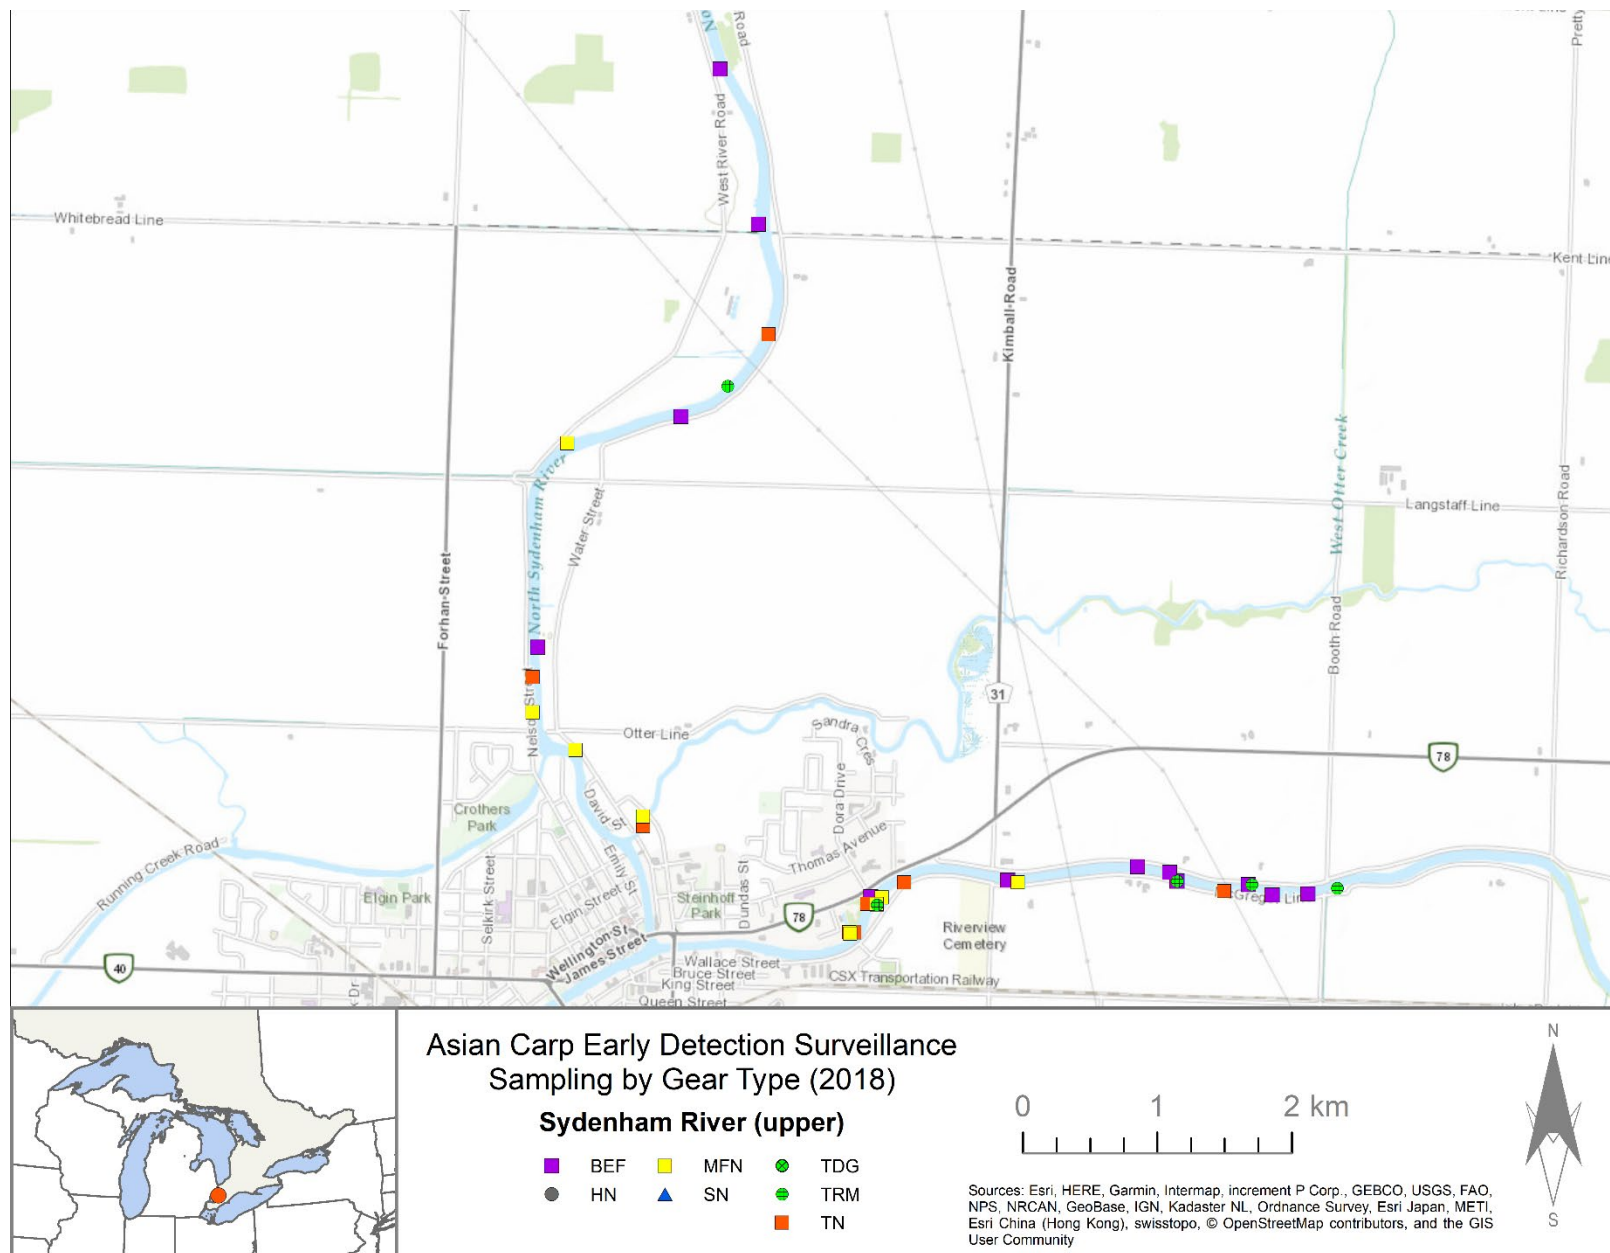 Road
Pretty
West River Road
Whitebread Line
Kent Line
Kimball Road
North Sydenham River
Water Street
West Otter Creek
Langstaff Line
Richardson Road
Forhan Street
Booth Road
31
Otter Line
Sandra Cres
78
Nelson Street
Crothers
Park
David St
Dora Drive
Thomas Avenue
Running Creek Road
Emily St
Elgin Park
Selkirk Street
Elgin Street
Steinhoff
Park
Dundas St
78
Riverview
Cemetery
40
Wellington St
James Street
Wallace Street
Bruce Street
King Street
Queen Street
CSX Transportation Railway
Asian Carp Early Detection Surveillance
Sampling by Gear Type (2018)
Sydenham River (upper)
BEF MFN TDG
HN SN TRM
TN
0 1 2 km
N
S
Sources: Esri, HERE, Garmin, Intermap, increment P Corp., GEBCO, USGS, FAO,
NPS, NRCAN, GeoBase, IGN, Kadaster NL, Ordnance Survey, Esri Japan, METI,
Esri China (Hong Kong), swisstopo, © OpenStreetMap contributors, and the GIS
User Community